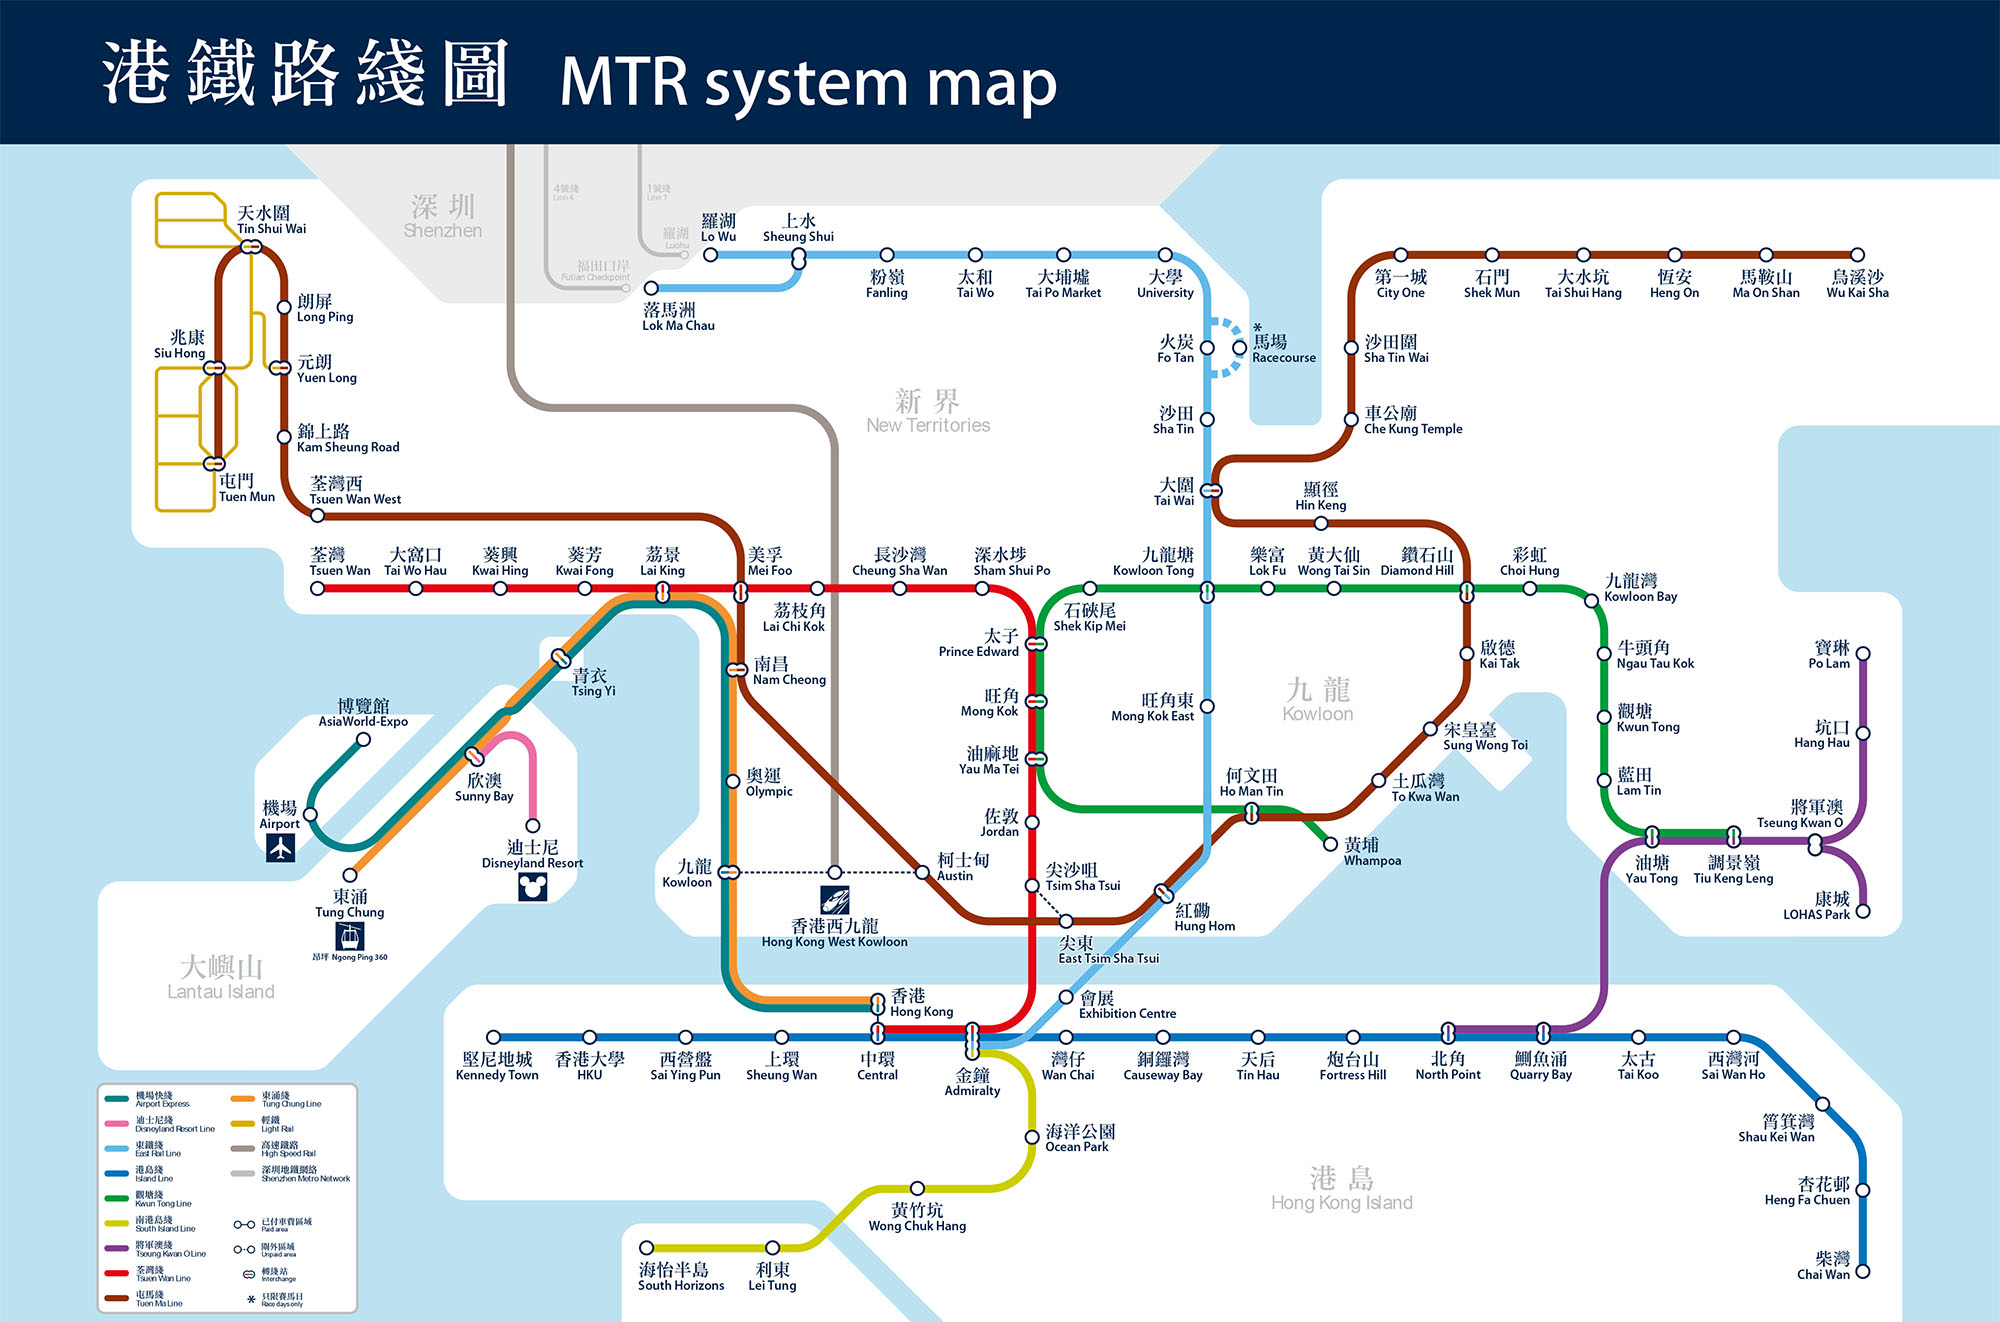 港鐵路綫圖 MTR system map
深圳
Shenzhen
4號綫
Line 4
1號綫
Line 1
羅湖
Luohu
福田口岸
Futian Checkpoint
天水圍
Tin Shui Wai
朗屏
Long Ping
兆康
Siu Hong
元朗
Yuen Long
錦上路
Kam Sheung Road
屯門
Tuen Mun
荃灣西
Tsuen Wan West
羅湖
Lo Wu
上水
Sheung Shui
落馬洲
Lok Ma Chau
粉嶺
Fanling
太和
Tai Wo
大埔墟
Tai Po Market
大學
University
火炭
Fo Tan
*
馬場
Racecourse
沙田
Sha Tin
大圍
Tai Wai
新界
New Territories
第一城
City One
石門
Shek Mun
大水坑
Tai Shui Hang
恆安
Heng On
馬鞍山
Ma On Shan
烏溪沙
Wu Kai Sha
沙田圍
Sha Tin Wai
車公廟
Che Kung Temple
顯徑
Hin Keng
荃灣
Tsuen Wan
大窩口
Tai Wo Hau
葵興
Kwai Hing
葵芳
Kwai Fong
荔景
Lai King
美孚
Mei Foo
荔枝角
Lai Chi Kok
長沙灣
Cheung Sha Wan
深水埗
Sham Shui Po
石硤尾
Shek Kip Mei
九龍塘
Kowloon Tong
樂富
Lok Fu
黃大仙
Wong Tai Sin
鑽石山
Diamond Hill
彩虹
Choi Hung
九龍灣
Kowloon Bay
太子
Prince Edward
旺角
Mong Kok
油麻地
Yau Ma Tei
佐敦
Jordan
尖沙咀
Tsim Sha Tsui
尖東
East Tsim Sha Tsui
旺角東
Mong Kok East
九龍
Kowloon
啟德
Kai Tak
宋皇臺
Sung Wong Toi
土瓜灣
To Kwa Wan
何文田
Ho Man Tin
黃埔
Whampoa
紅磡
Hung Hom
牛頭角
Ngau Tau Kok
觀塘
Kwun Tong
藍田
Lam Tin
油塘
Yau Tong
調景嶺
Tiu Keng Leng
將軍澳
Tseung Kwan O
寶琳
Po Lam
坑口
Hang Hau
康城
LOHAS Park
南昌
Nam Cheong
奧運
Olympic
九龍
Kowloon
柯士甸
Austin
香港西九龍
Hong Kong West Kowloon
青衣
Tsing Yi
博覽館
AsiaWorld-Expo
機場
Airport
欣澳
Sunny Bay
迪士尼
Disneyland Resort
東涌
Tung Chung
昂坪 Ngong Ping 360
大嶼山
Lantau Island
香港
Hong Kong
會展
Exhibition Centre
堅尼地城
Kennedy Town
香港大學
HKU
西營盤
Sai Ying Pun
上環
Sheung Wan
中環
Central
金鐘
Admiralty
灣仔
Wan Chai
銅鑼灣
Causeway Bay
天后
Tin Hau
炮台山
Fortress Hill
北角
North Point
鰂魚涌
Quarry Bay
太古
Tai Koo
西灣河
Sai Wan Ho
筲箕灣
Shau Kei Wan
杏花邨
Heng Fa Chuen
柴灣
Chai Wan
海洋公園
Ocean Park
黃竹坑
Wong Chuk Hang
利東
Lei Tung
海怡半島
South Horizons
港島
Hong Kong Island
機場快綫
Airport Express
迪士尼綫
Disneyland Resort Line
東鐵綫
East Rail Line
港島綫
Island Line
觀塘綫
Kwun Tong Line
南港島綫
South Island Line
將軍澳綫
Tseung Kwan O Line
荃灣綫
Tsuen Wan Line
屯馬綫
Tuen Ma Line
東涌綫
Tung Chung Line
輕鐵
Light Rail
高速鐵路
High Speed Rail
深圳地鐵網絡
Shenzhen Metro Network
已付車費區域
Paid area
閘外區域
Unpaid area
轉綫站
Interchange
*
只限賽馬日
Race days only